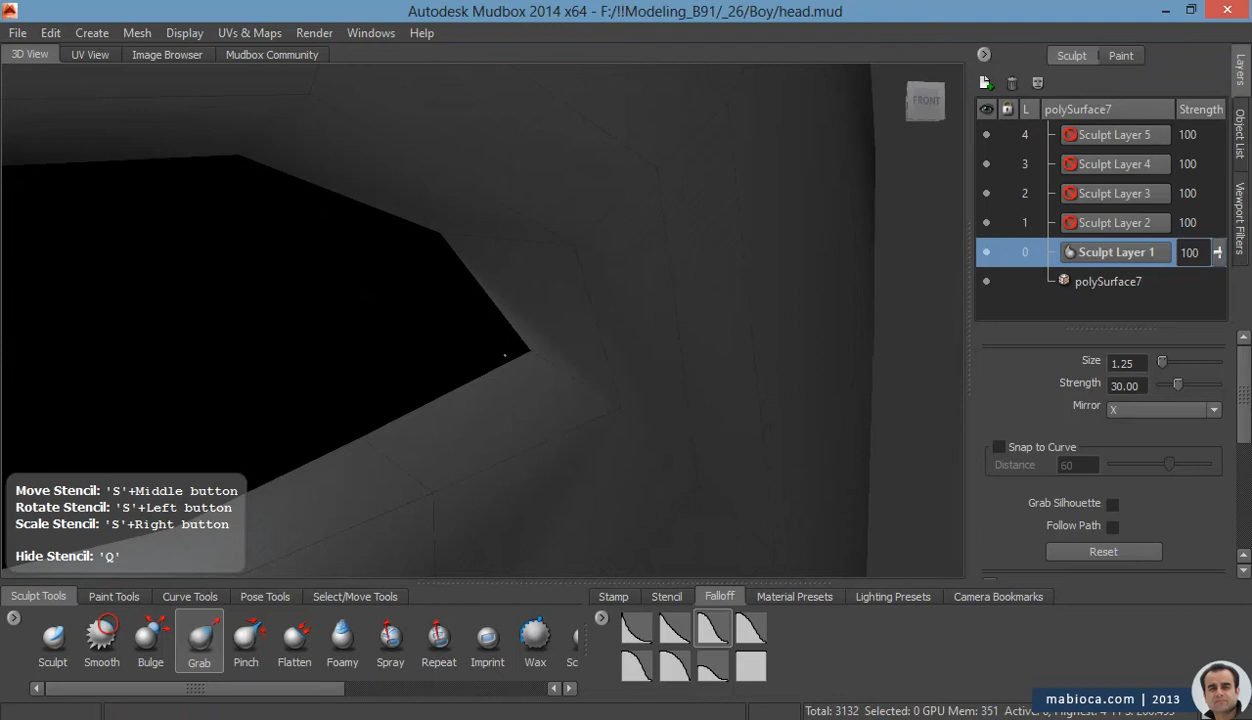 Autodesk Mudbox 2014 x64 - F:/!!Modeling_B91/_26/Boy/head.mud
File Edit Create Mesh Display UVs & Maps Render Windows Help
3D View UV View Image Browser Mudbox Community
Sculpt Paint
FRONT
L polySurface7 Strength
4 Sculpt Layer 5 100
3 Sculpt Layer 4 100
2 Sculpt Layer 3 100
1 Sculpt Layer 2 100
0 Sculpt Layer 1 100
polySurface7
Layers
Object List
Viewport Filters
Size 1.25
Strength 30.00
Mirror X
Snap to Curve
Distance 60
Grab Silhouette
Follow Path
Reset
Move Stencil: 'S'+Middle button
Rotate Stencil: 'S'+Left button
Scale Stencil: 'S'+Right button
Hide Stencil: 'Q'
Sculpt Tools Paint Tools Curve Tools Pose Tools Select/Move Tools
Stamp Stencil Falloff Material Presets Lighting Presets Camera Bookmarks
Sculpt Smooth Bulge Grab Pinch Flatten Foamy Spray Repeat Imprint Wax Sc
mabioca.com | 2013
Total: 3132 Selected: 0 GPU Mem: 351